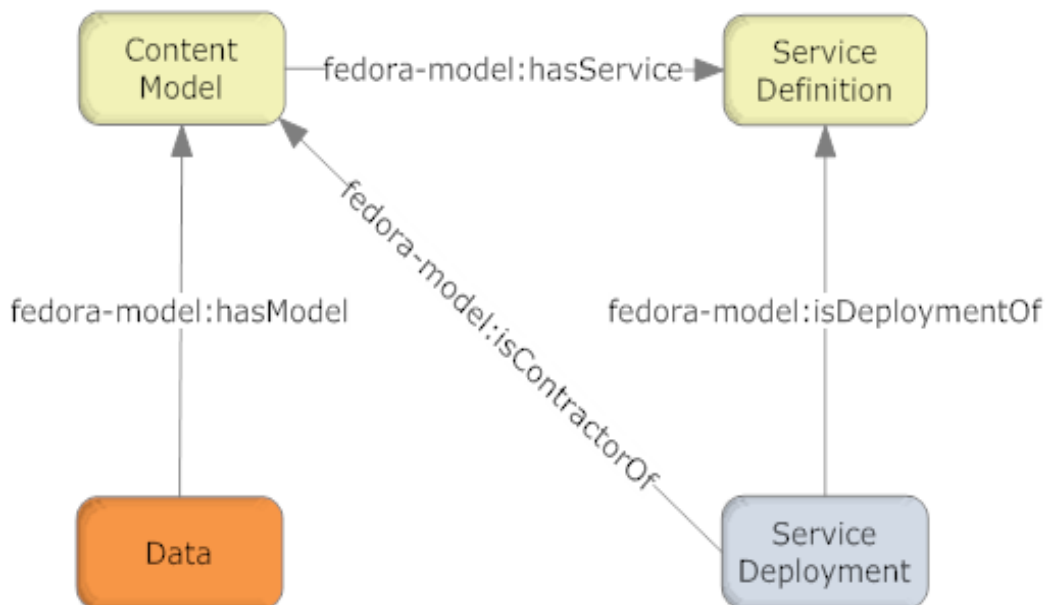 Content
Model
fedora-model:hasService
Service
Definition
fedora-model:isContractorOf
fedora-model:hasModel
fedora-model:isDeploymentOf
Data
Service
Deployment